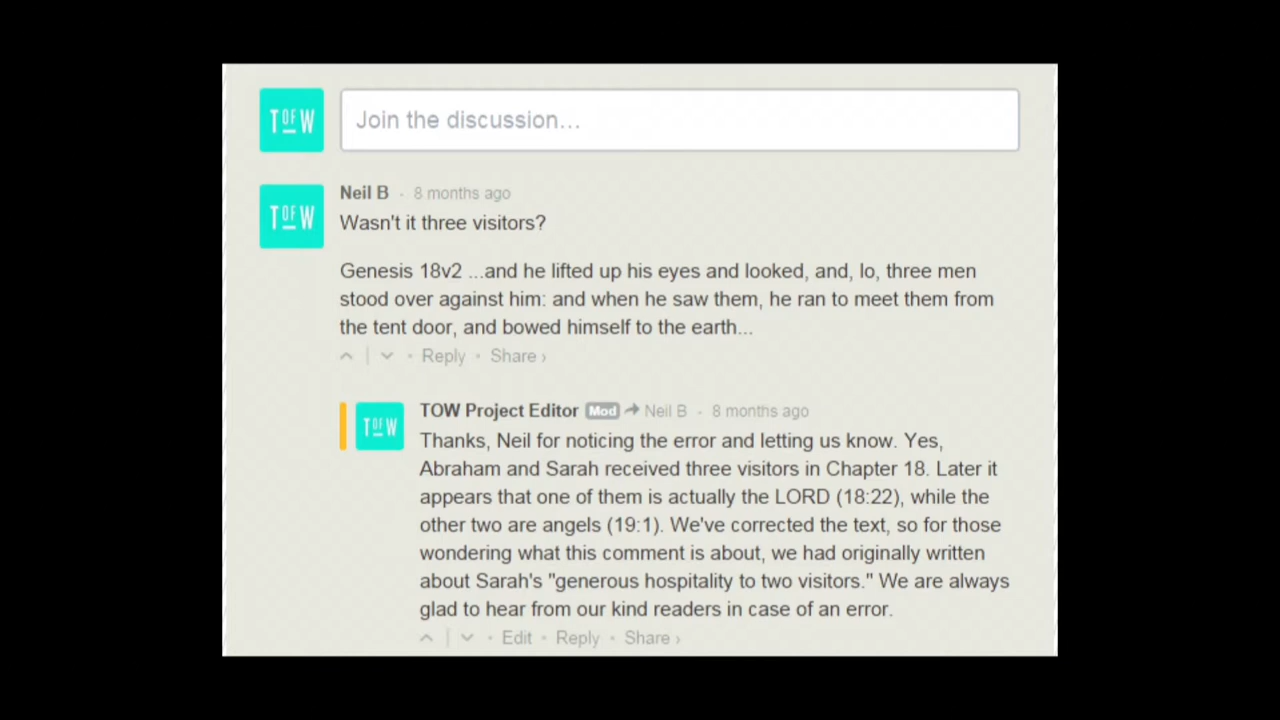 TOFW
Join the discussion...
TOFW
Neil B · 8 months ago
Wasn't it three visitors?
Genesis 18v2 ...and he lifted up his eyes and looked, and, lo, three men
stood over against him: and when he saw them, he ran to meet them from
the tent door, and bowed himself to the earth...
· Reply · Share ›
TOFW
TOW Project Editor Mod Neil B · 8 months ago
Thanks, Neil for noticing the error and letting us know. Yes,
Abraham and Sarah received three visitors in Chapter 18. Later it
appears that one of them is actually the LORD (18:22), while the
other two are angels (19:1). We've corrected the text, so for those
wondering what this comment is about, we had originally written
about Sarah's "generous hospitality to two visitors." We are always
glad to hear from our kind readers in case of an error.
· Edit · Reply · Share ›